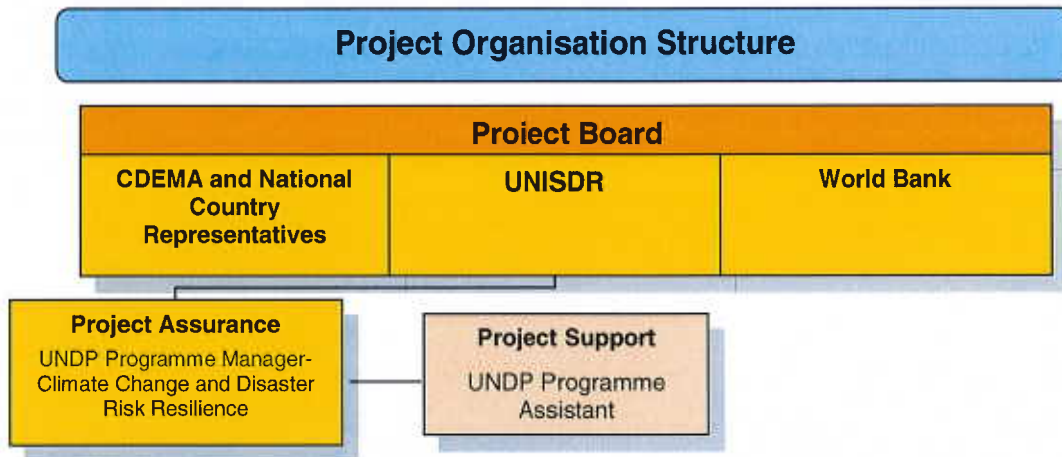 Project Organisation Structure
Project Board
CDEMA and National
Country
Representatives
UNISDR
World Bank
Project Assurance
UNDP Programme Manager-
Climate Change and Disaster
Risk Resilience
Project Support
UNDP Programme
Assistant